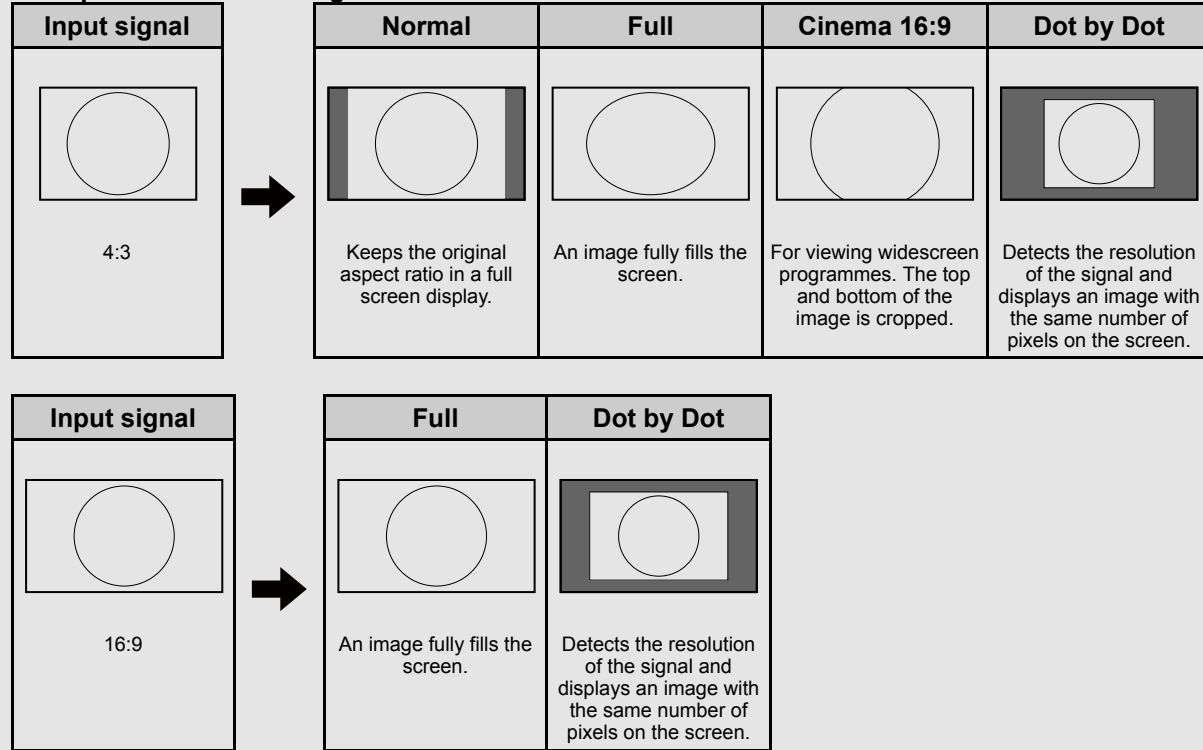 Input signal
Normal
Full
Cinema 16:9
Dot by Dot
4:3
Keeps the original
aspect ratio in a full
screen display.
An image fully fills the
screen.
For viewing widescreen
programmes. The top
and bottom of the
image is cropped.
Detects the resolution
of the signal and
displays an image with
the same number of
pixels on the screen.
Input signal
Full
Dot by Dot
16:9
An image fully fills the
screen.
Detects the resolution
of the signal and
displays an image with
the same number of
pixels on the screen.